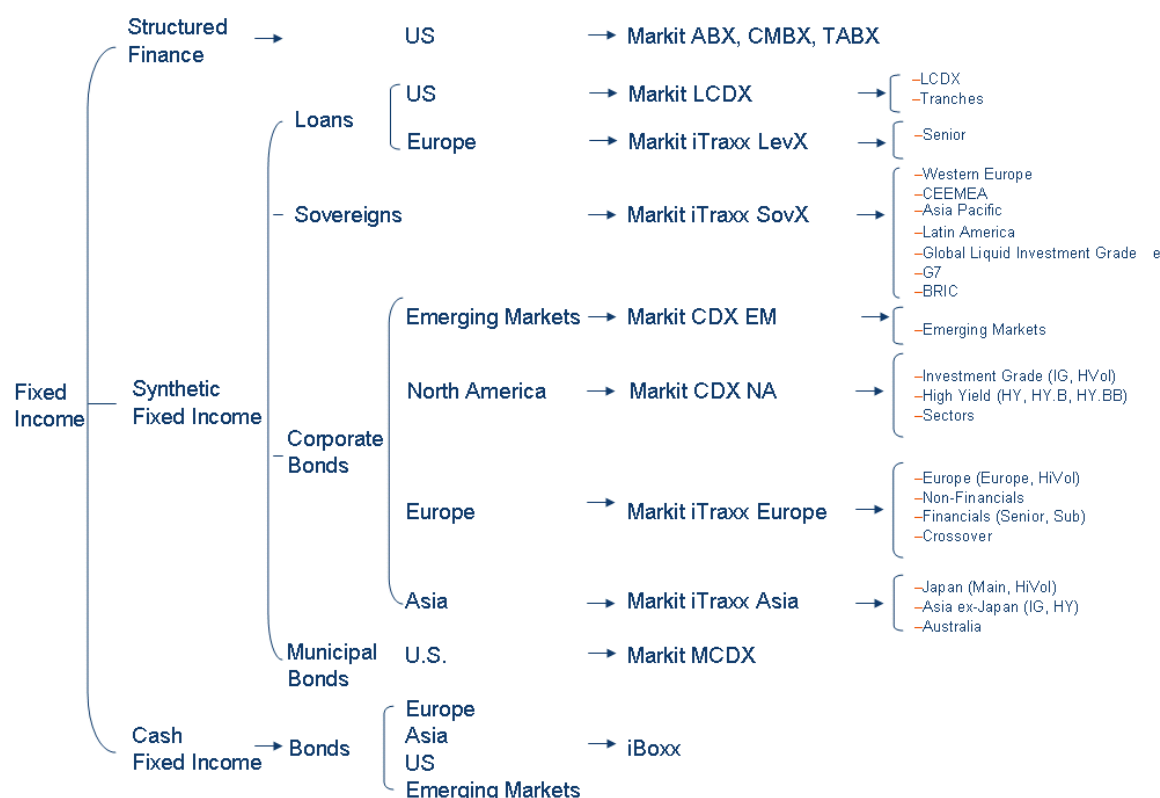 Structured
Finance
US
Markit ABX, CMBX, TABX
Loans
US
Markit LCDX
–LCDX
–Tranches
Europe
Markit iTraxx LevX
–Senior
Sovereigns
Markit iTraxx SovX
–Western Europe
–CEEMEA
–Asia Pacific
–Latin America
–Global Liquid Investment Grade e
–G7
–BRIC
Fixed
Income
Synthetic
Fixed Income
Corporate
Bonds
Emerging Markets
Markit CDX EM
–Emerging Markets
North America
Markit CDX NA
–Investment Grade (IG, HVol)
–High Yield (HY, HY.B, HY.BB)
–Sectors
Europe
Markit iTraxx Europe
–Europe (Europe, HiVol)
–Non-Financials
–Financials (Senior, Sub)
–Crossover
Asia
Markit iTraxx Asia
–Japan (Main, HiVol)
–Asia ex-Japan (IG, HY)
–Australia
Municipal
Bonds
U.S.
Markit MCDX
Cash
Fixed Income
Bonds
Europe
Asia
US
Emerging Markets
iBoxx